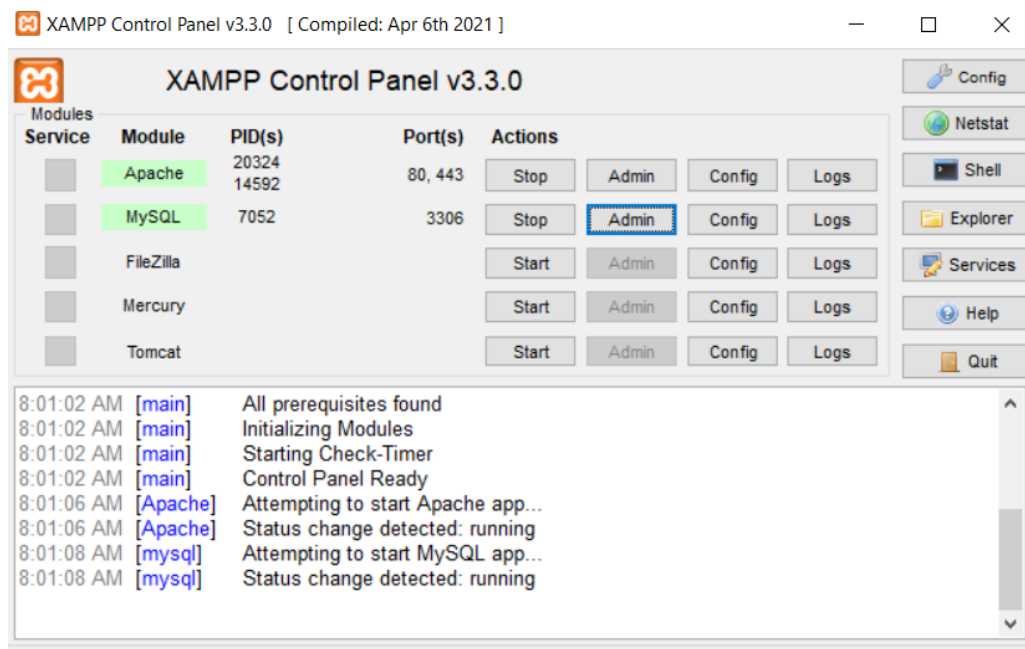 XAMPP Control Panel v3.3.0 [ Compiled: Apr 6th 2021 ]
XAMPP Control Panel v3.3.0
Config
Modules
Service Module PID(s) Port(s) Actions
Netstat
Apache 20324 14592 80, 443 Stop Admin Config Logs
Shell
MySQL 7052 3306 Stop Admin Config Logs
Explorer
FileZilla Start Admin Config Logs
Services
Mercury Start Admin Config Logs
Help
Tomcat Start Admin Config Logs
Quit
8:01:02 AM [main] All prerequisites found
8:01:02 AM [main] Initializing Modules
8:01:02 AM [main] Starting Check-Timer
8:01:02 AM [main] Control Panel Ready
8:01:06 AM [Apache] Attempting to start Apache app...
8:01:06 AM [Apache] Status change detected: running
8:01:08 AM [mysql] Attempting to start MySQL app...
8:01:08 AM [mysql] Status change detected: running